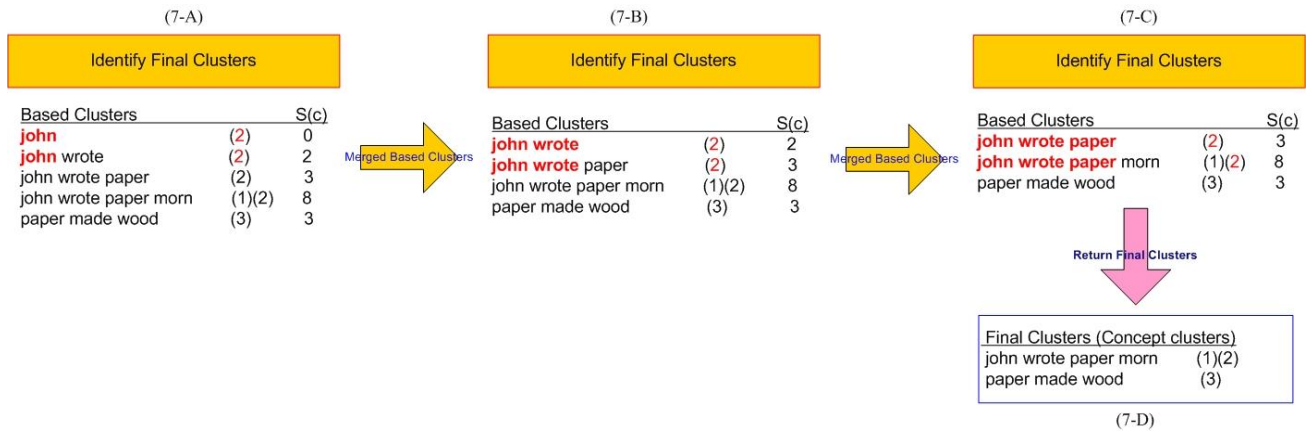 (7-A)
Identify Final Clusters
Based Clusters S(c)
john (2) 0
john wrote (2) 2
john wrote paper (2) 3
john wrote paper morn (1)(2) 8
paper made wood (3) 3
Merged Based Clusters
(7-B)
Identify Final Clusters
Based Clusters S(c)
john wrote (2) 2
john wrote paper (2) 3
john wrote paper morn (1)(2) 8
paper made wood (3) 3
Merged Based Clusters
(7-C)
Identify Final Clusters
Based Clusters S(c)
john wrote paper (2) 3
john wrote paper morn (1)(2) 8
paper made wood (3) 3
Return Final Clusters
Final Clusters (Concept clusters)
john wrote paper morn (1)(2)
paper made wood (3)
(7-D)